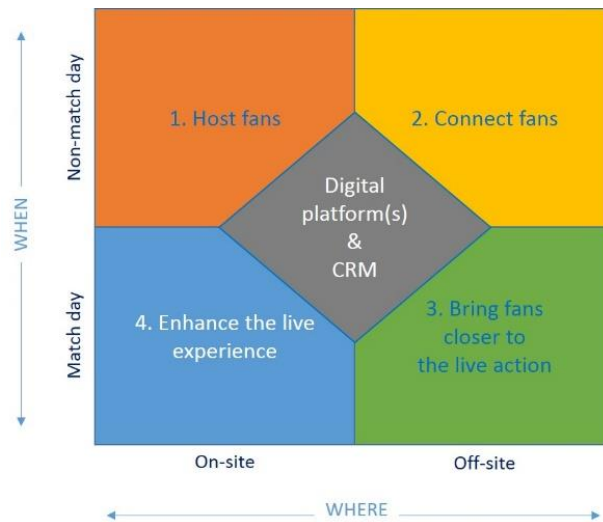 Non-match day
1. Host fans
2. Connect fans
Digital
platform(s)
&
CRM
WHEN
Match day
4. Enhance the live
experience
3. Bring fans
closer to
the live action
On-site
Off-site
WHERE